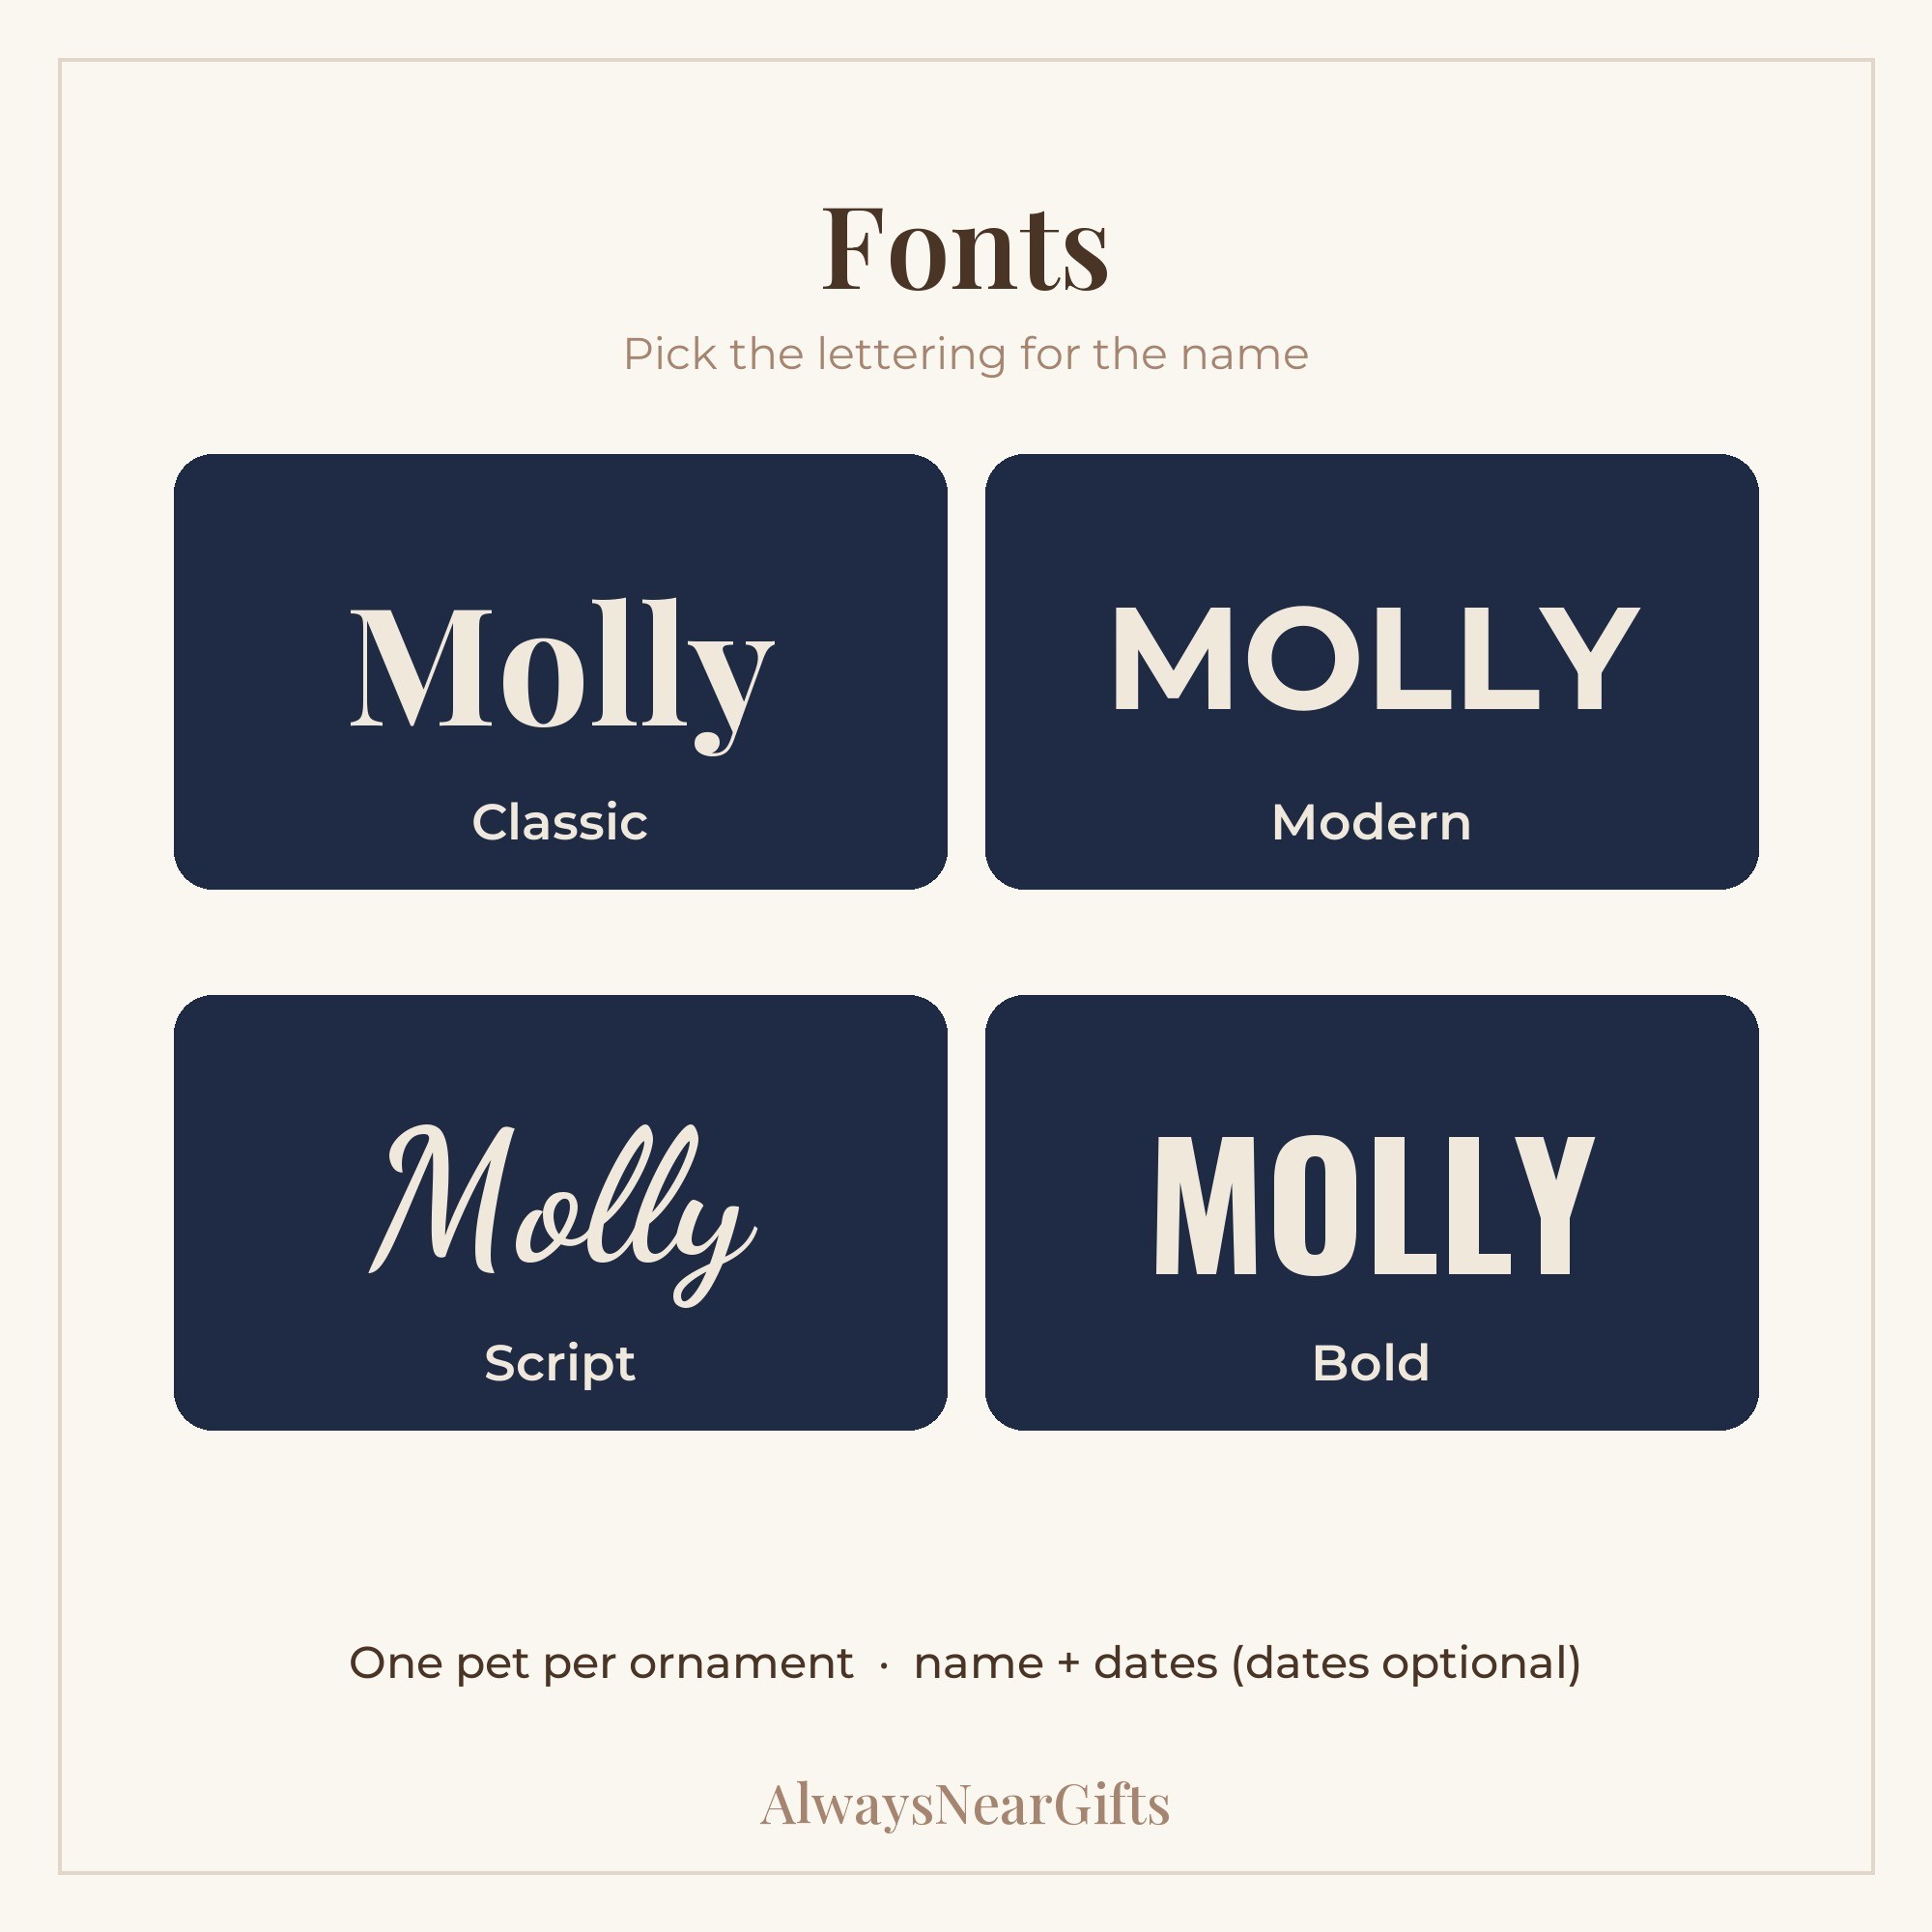 Fonts
Pick the lettering for the name
Molly
MOLLY
Classic
Modern
Molly
MOLLY
Script
Bold
One pet per ornament · name + dates (dates optional)
AlwaysNearGifts